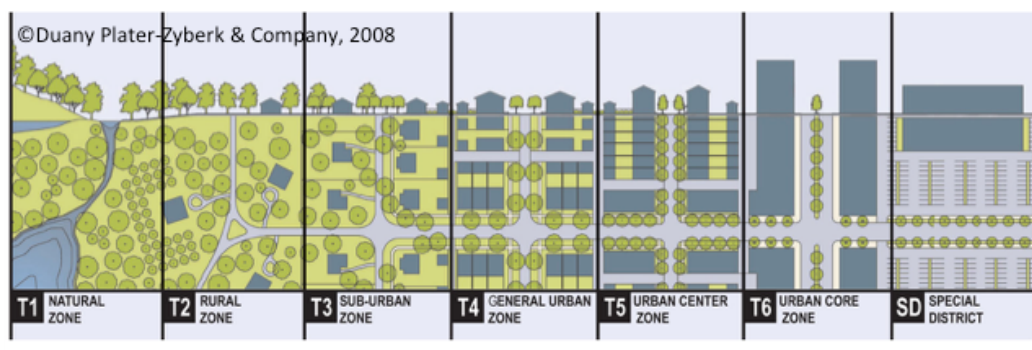 ©Duany Plater-Zyberk & Company, 2008
T1 NATURAL
ZONE
T2 RURAL
ZONE
T3 SUB-URBAN
ZONE
T4 GENERAL URBAN
ZONE
T5 URBAN CENTER
ZONE
T6 URBAN CORE
ZONE
SD SPECIAL
DISTRICT